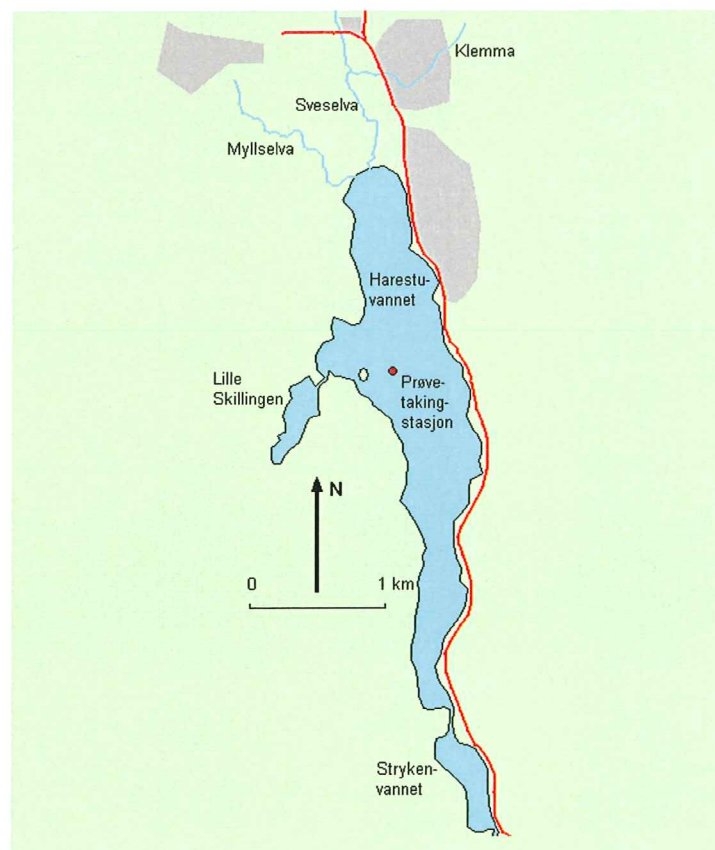 Klemma
Sveselva
Myllselva
Harestu-
vannet
Lille
Skillingen
Prøve-
taking-
stasjon
N
0 1 km
Stryken-
vannet